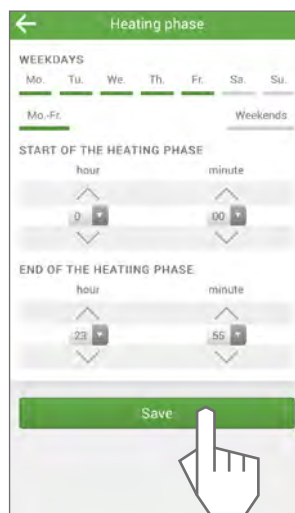 Heating phase
WEEKDAYS
Mo. Tu. We. Th. Fr. Sa. Su.
Mo.-Fr. Weekends
START OF THE HEATING PHASE
hour minute
0 00
END OF THE HEATIING PHASE
hour minute
23 55
Save